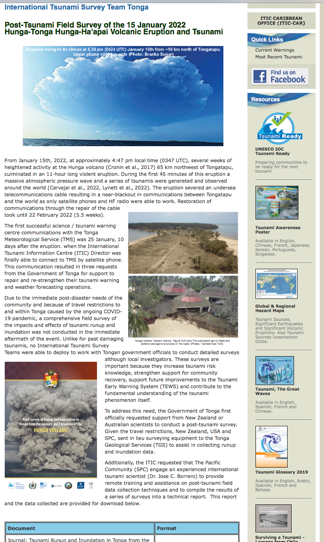 International Tsunami Survey Team Tonga
Post-Tsunami Field Survey of the 15 January 2022
Hunga-Tonga Hunga-Ha'apai Volcanic Eruption and Tsunami
Eruption rising to its climax at 5.24 pm (0424 UTC) January 15th from ~60 km north of Tongatapu.
From January 15th, 2022, at approximately 4:47 pm local time (0347 UTC), several weeks of
heightened activity at the Hunga volcano (Cronin et al., 2017) 65 km northwest of Tongatapu,
culminated in an 11-hour long violent eruption. During the first 45 minutes of this eruption a
massive atmospheric pressure wave and a series of tsunamis were generated and observed
around the world (Carvajal et al., 2022, Lynett et al., 2022). The eruption severed an undersea
telecommunications cable resulting in a near-blackout in communications between Tongatapu
and the world as only satellite phones and HF radio were able to work. Restoration of
communications through the repair of the cable
took until 22 February 2022 (5.5 weeks).
The first successful science / tsunami warning
centre communications with the Tonga
Meteorological Service (TMS) was 25 January, 10
days after the eruption, when the International
Tsunami Information Centre (ITIC) Director was
finally able to connect to TMS by satellite phone.
This communication resulted in three requests
from the Government of Tonga for support to
repair and re-strengthen their tsunami warning
and weather forecasting operations.
Due to the immediate post-disaster needs of the
community and because of travel restrictions to
and within Tonga caused by the ongoing COVID-
19 pandemic, a comprehensive field survey of
the impacts and effects of tsunami runup and
inundation was not conducted in the immediate
aftermath of the event. Unlike for past damaging
tsunamis, no International Tsunami Survey
Teams were able to deploy to work with Tongan government officials to conduct detailed surveys
although local investigators. These surveys are
important because they increase tsunami risk
knowledge, strengthen support for community
recovery, support future improvements to the Tsunami
Early Warning System (TEWS) and contribute to the
fundamental understanding of the tsunami
phenomenon itself.
HUNGA VOLCANO
To address this need, the Government of Tonga first
officially requested support from New Zealand or
Australian scientists to conduct a post-tsunami survey.
Given the travel restrictions, New Zealand, USA and
SPC, sent in lieu surveying equipment to the Tonga
Geological Services (TGS) to assist in collecting runup
and inundation data.
Additionally, the ITIC requested that The Pacific
Community (SPC) engage an experienced international
tsunami scientist (Dr. Jose C. Borrero) to provide
remote training and assistance on post-tsunami field
data collection techniques and to compile the results of
a series of surveys into a technical report. This report
and the data collected are provided for download below.
Document Format
Journal: Tsunami Runup and Inundation in Tonga from the
ITIC CARIBBEAN
OFFICE (ITIC-CAR)
Quick Links
Current Warnings
Most Recent Tsunami
Find us on
Facebook
Resources
Tsunami
Ready
UNESCO IOC
Tsunami Ready
Preparing communities to
be ready for the next
tsunami
Tsunami Awareness
Poster
Available in English,
Chinese, French, Japanese,
Korean, Portuguese,
Singalese.
Global & Regional
Hazard Maps
Tsunami Sources,
Significant Earthquakes
and Significant Volcanic
Eruptions. Also Tsunami
Sources Icosahedron
Globe.
Tsunami, The Great
Waves
Available in English,
Spanish, French and
Chinese.
Tsunami Glossary 2019
Available in English, Arabic,
Spanish, French and
Bahasa.
Surviving a Tsunami -